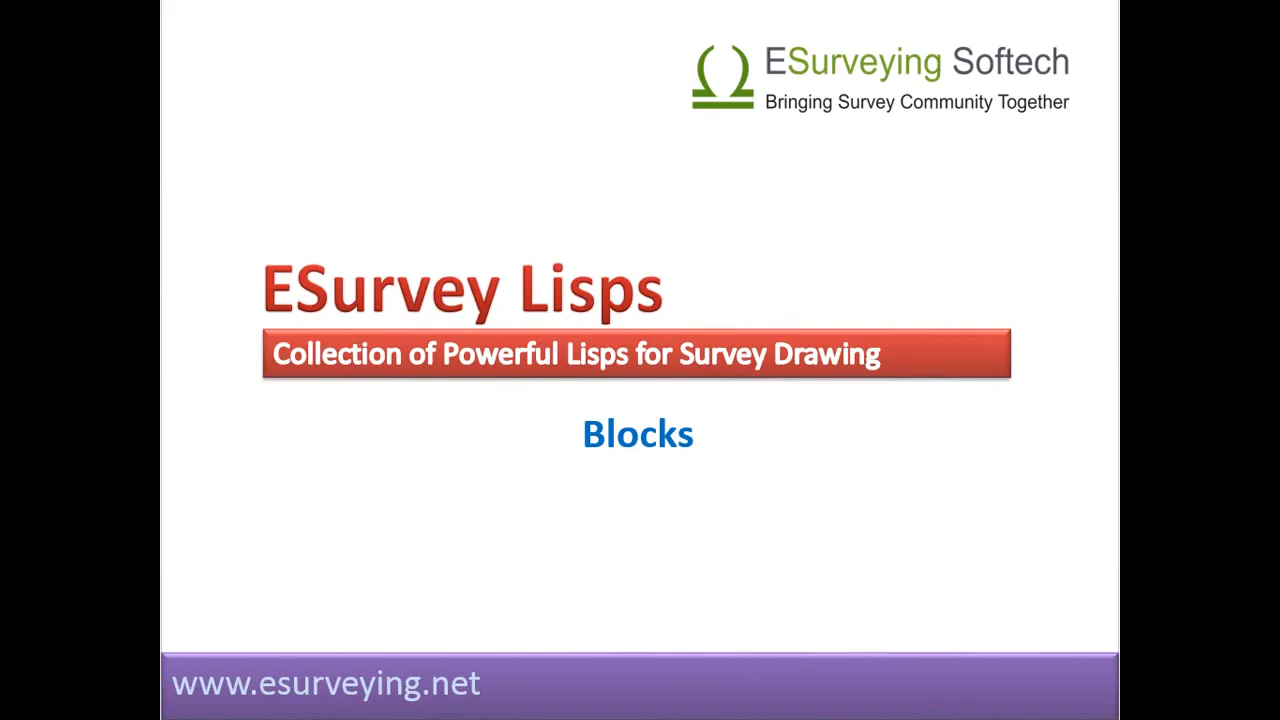 ESurveying Softech
Bringing Survey Community Together
ESurvey Lisps
Collection of Powerful Lisps for Survey Drawing
Blocks
www.esurveying.net